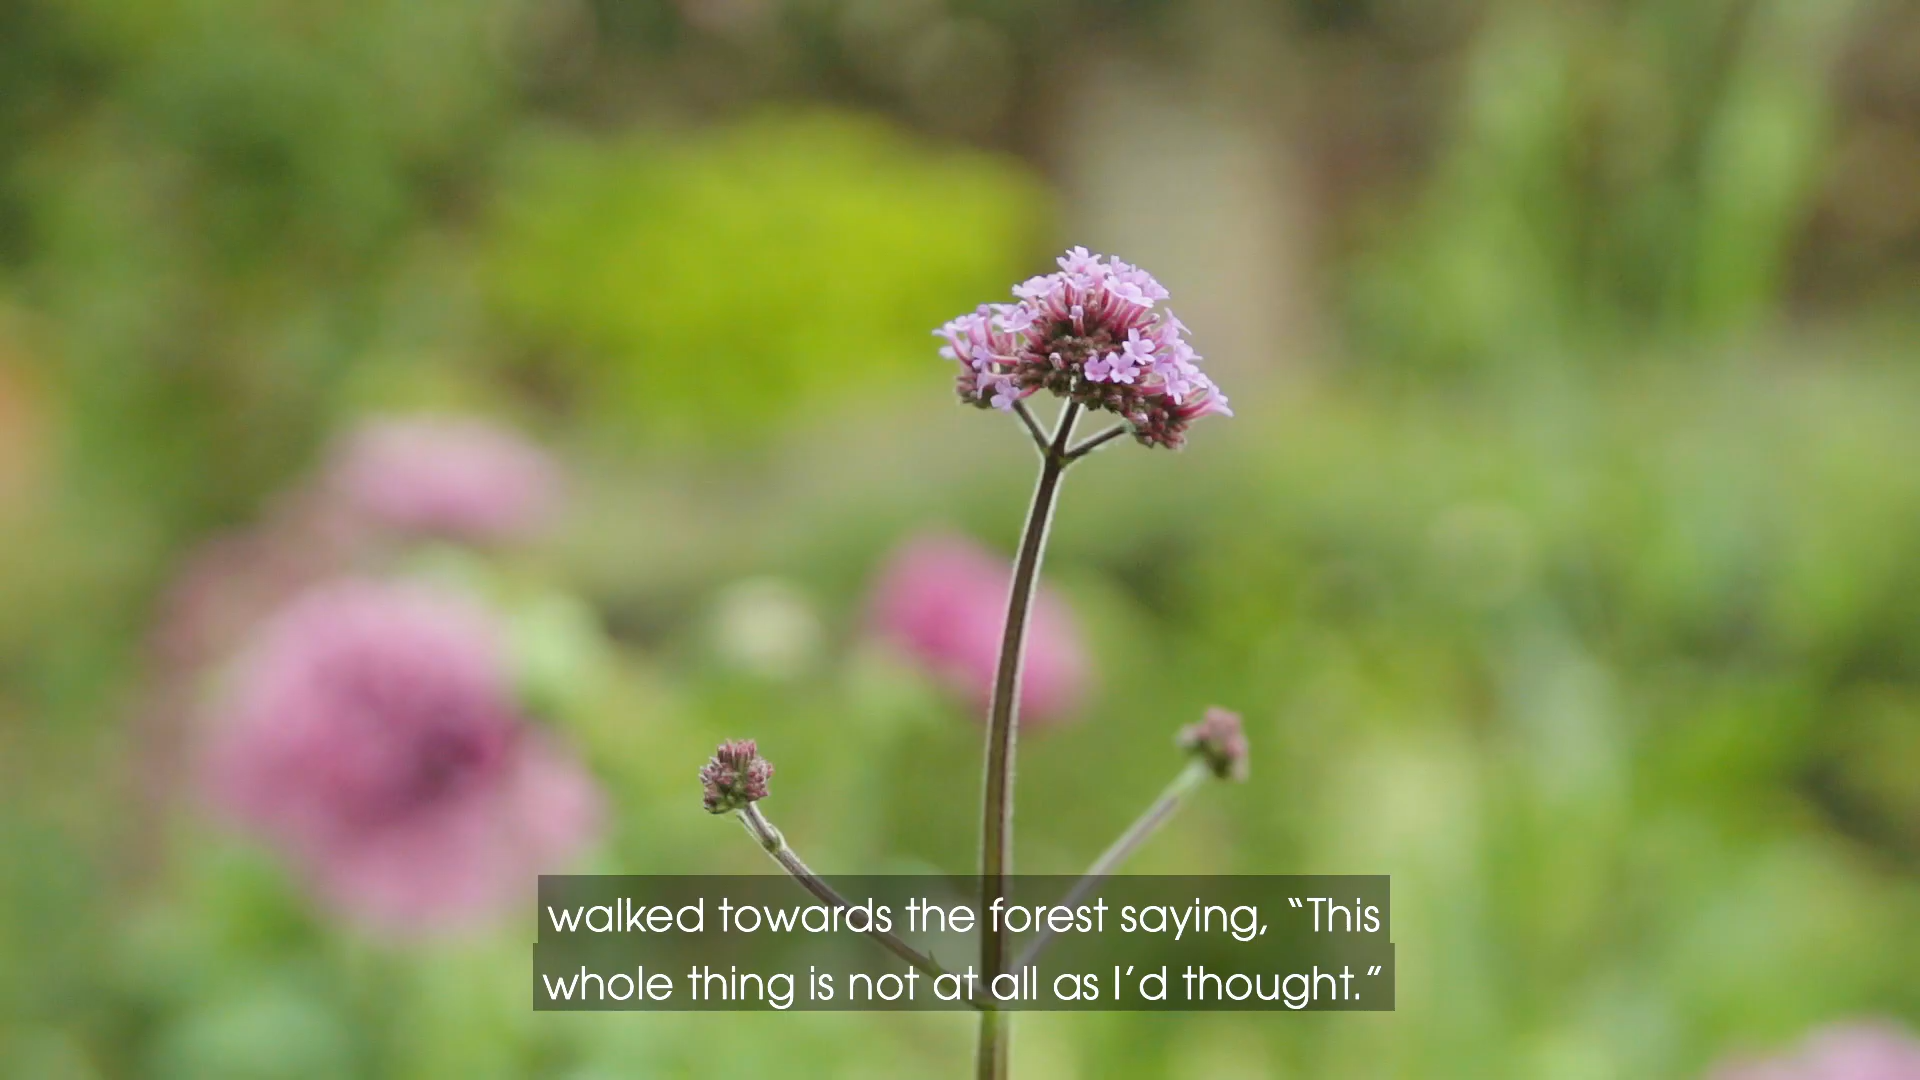 walked towards the forest saying, “This
whole thing is not at all as I’d thought.”